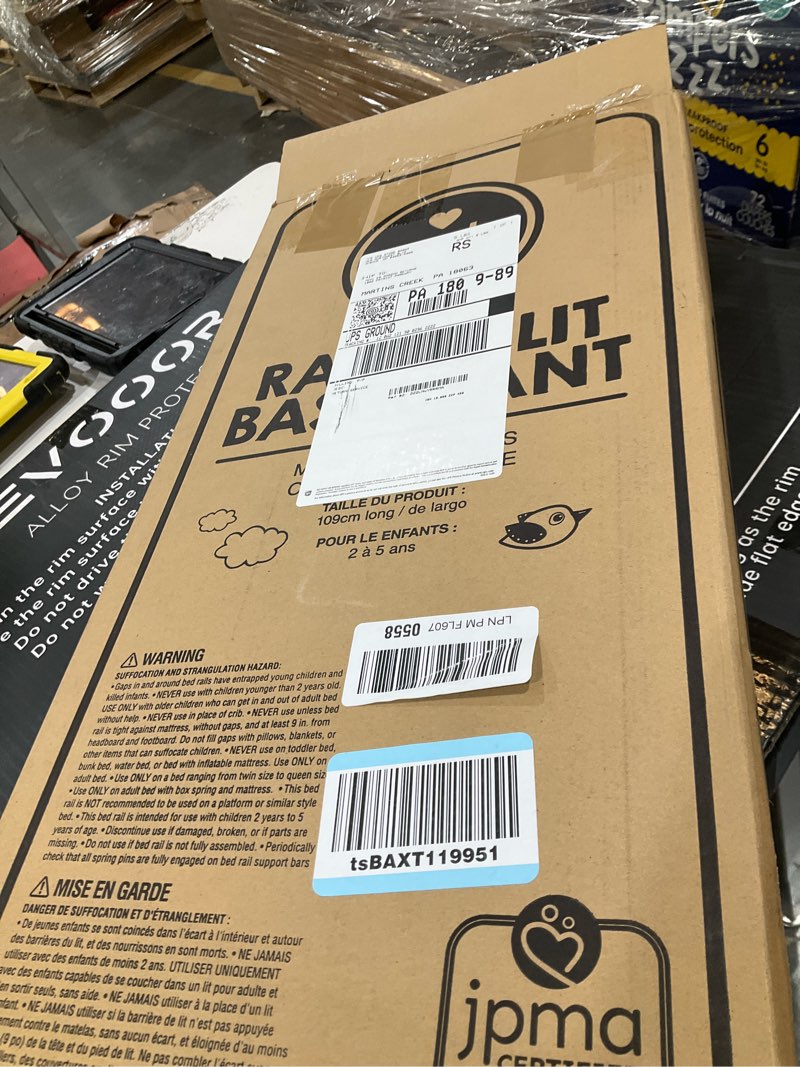 mpers
zzz
EAKPROOF
protection
6
72
RS
MARTINS CREEK PA 18063
PA 180 9-89
UPS GROUND
RA LIT
BAS ANT
TAILLE DU PRODUIT :
109cm long / de largo
POUR LE ENFANTS :
2 à 5 ans
LPN PM FL607 0558
tsBAXT119951
WARNING
SUFFOCATION AND STRANGULATION HAZARD:
• Gaps in and around bed rails have entrapped young children and
killed infants. • NEVER use with children younger than 2 years old.
USE ONLY with older children who can get in and out of adult bed
without help. • NEVER use in place of crib. • NEVER use unless bed
rail is tight against mattress, without gaps, and at least 9 in. from
headboard and footboard. Do not fill gaps with pillows, blankets, or
other items that can suffocate children. • NEVER use on toddler bed,
bunk bed, water bed, or bed with inflatable mattress. Use ONLY on
adult bed. • Use ONLY on a bed ranging from twin size to queen siz
• Use ONLY on adult bed with box spring and mattress. • This bed
rail is NOT recommended to be used on a platform or similar style
bed. • This bed rail is intended for use with children 2 years to 5
years of age. • Discontinue use if damaged, broken, or if parts are
missing. • Do not use if bed rail is not fully assembled. • Periodically
check that all spring pins are fully engaged on bed rail support bars
MISE EN GARDE
DANGER DE SUFFOCATION ET D'ÉTRANGLEMENT :
• De jeunes enfants se sont coincés dans l'écart à l'intérieur et autour
des barrières du lit, et des nourrissons en sont morts. • NE JAMAIS
utiliser avec des enfants de moins 2 ans. UTILISER UNIQUEMENT
avec des enfants capables de se coucher dans un lit pour adulte et
en sortir seuls, sans aide. • NE JAMAIS utiliser à la place d'un lit
nfant. • NE JAMAIS utiliser si la barrière de lit n'est pas appuyée
ement contre le matelas, sans aucun écart, et éloignée d'au moins
(9 po) de la tête et du pied de lit. Ne pas combler l'écart
jpma
CERTIFIE
EVOOOR
ALLOY RIM PROTE
INSTALLATI
n the rim surface wi
e the rim surface
Do not drive
Do not
as the rim
de flat edg